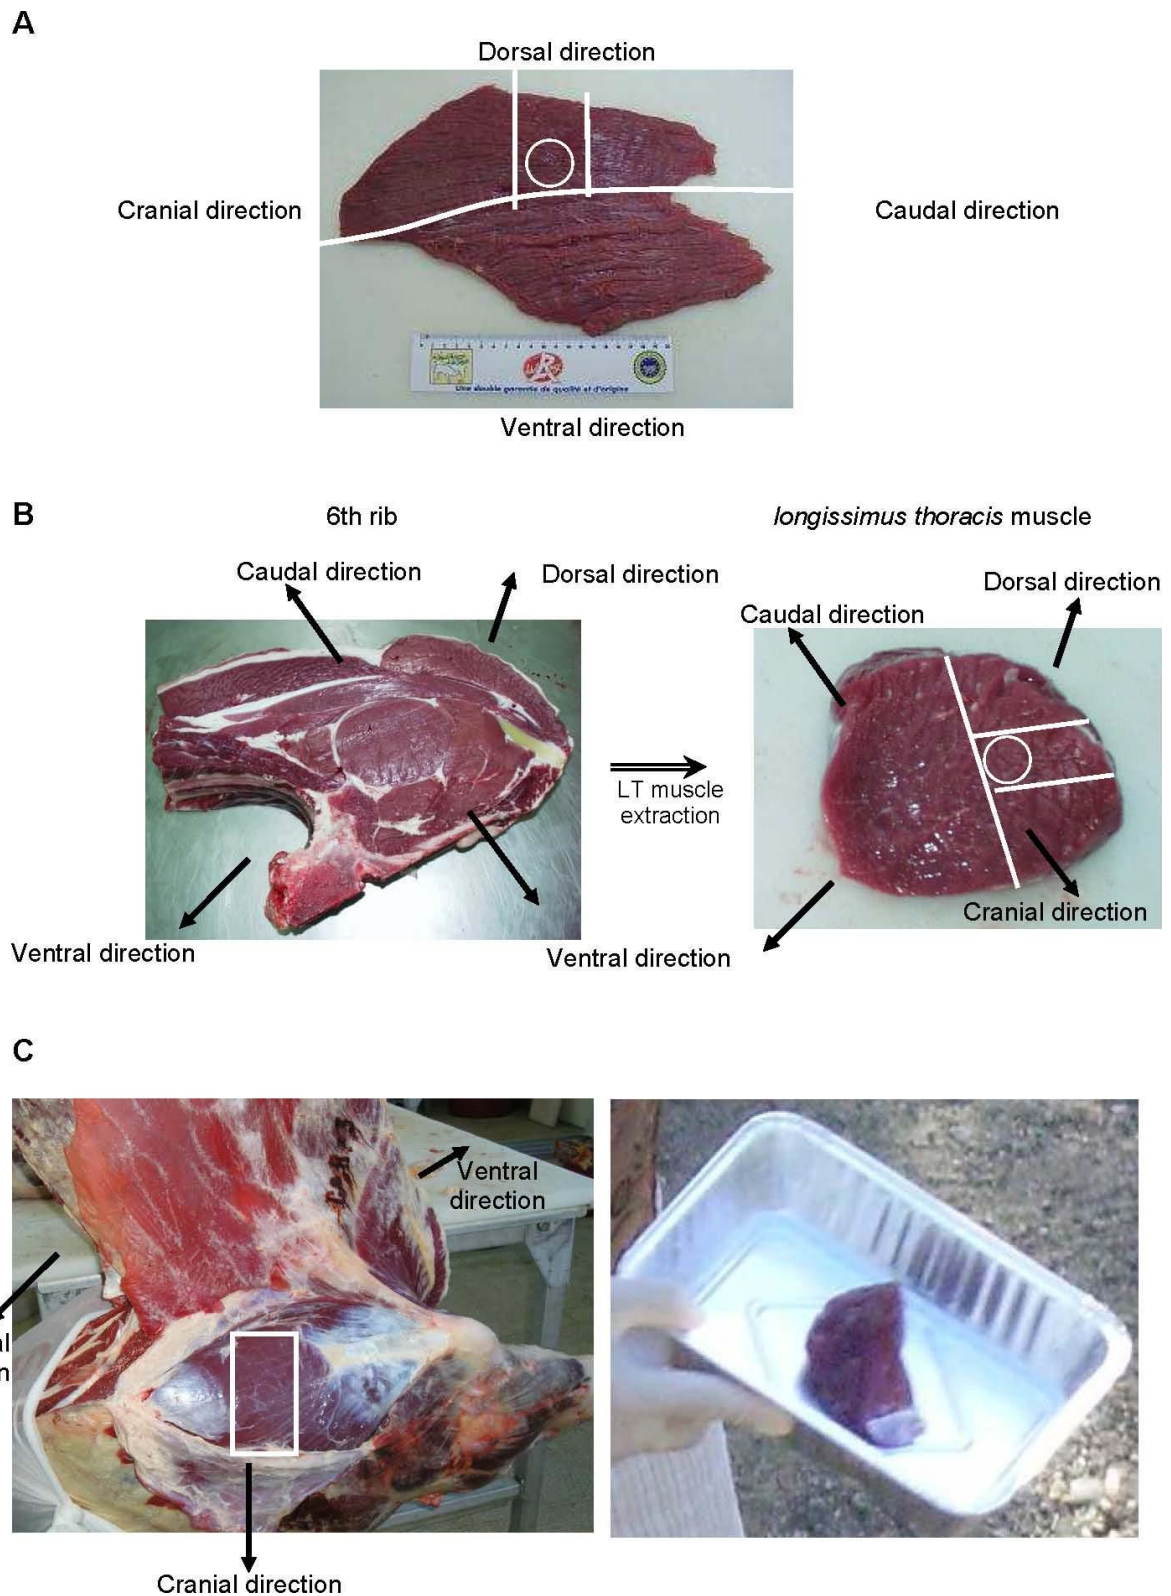 A
Dorsal direction
Cranial direction
Caudal direction
Une double garantie de qualité et d'origine
Ventral direction
B
6th rib
longissimus thoracis muscle
Caudal direction
Dorsal direction
Dorsal direction
Caudal direction
LT muscle
extraction
Cranial direction
Ventral direction
Ventral direction
C
Ventral
direction
al
n
Cranial direction